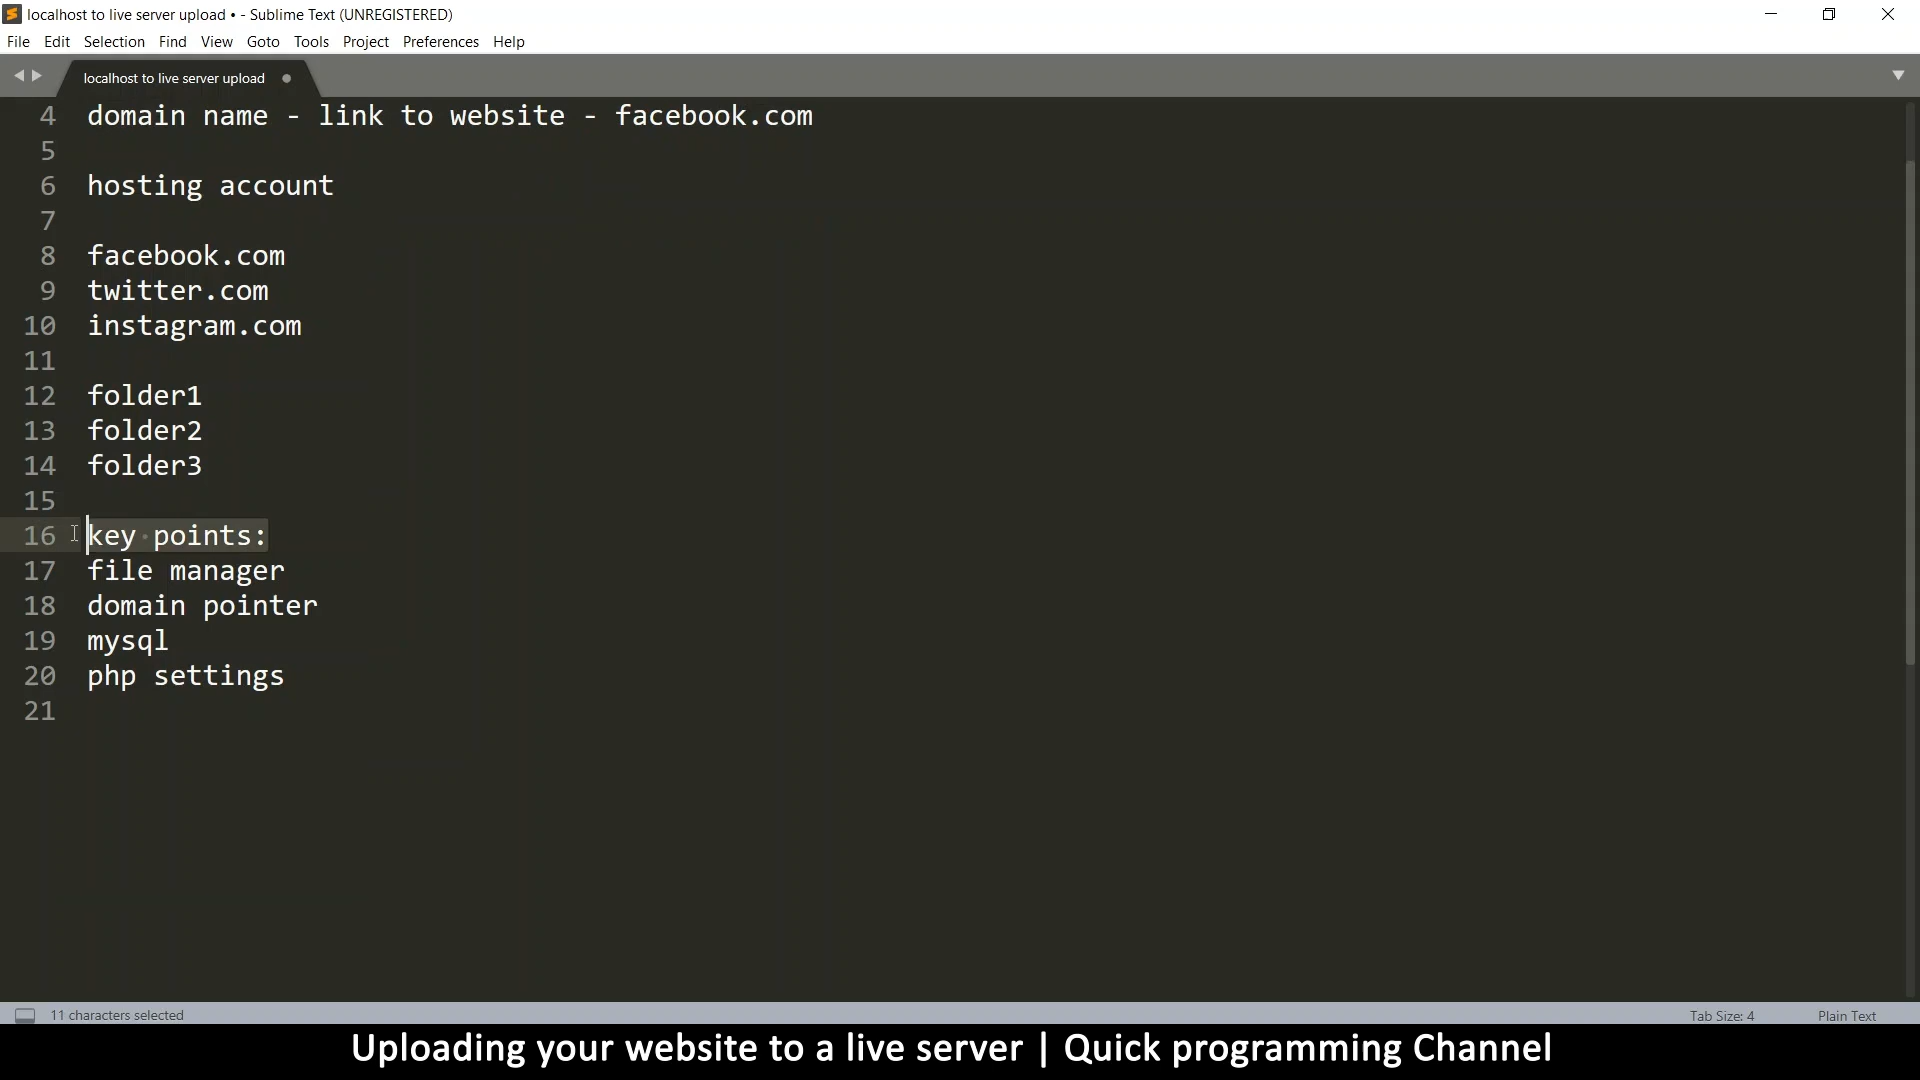 localhost to live server upload • - Sublime Text (UNREGISTERED)
File Edit Selection Find View Goto Tools Project Preferences Help
localhost to live server upload
4 domain name - link to website - facebook.com
5
6 hosting account
7
8 facebook.com
9 twitter.com
10 instagram.com
11
12 folder1
13 folder2
14 folder3
15
16 key points:
17 file manager
18 domain pointer
19 mysql
20 php settings
21
11 characters selected Tab Size: 4 Plain Text
Uploading your website to a live server | Quick programming Channel